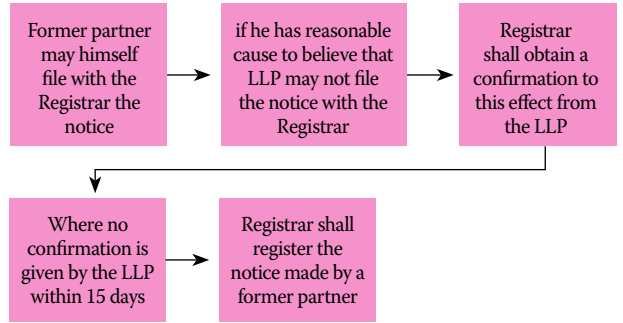 Former partner
may himself
file with the
Registrar the
notice
if he has reasonable
cause to believe that
LLP may not file
the notice with the
Registrar
Registrar
shall obtain a
confirmation to
this effect from
the LLP
Where no
confirmation is
given by the LLP
within 15 days
Registrar shall
register the
notice made by a
former partner